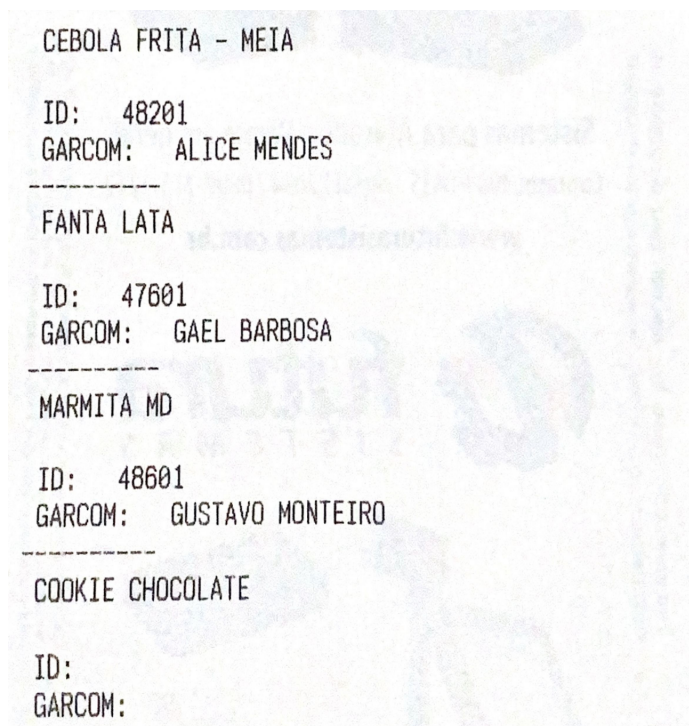 CEBOLA FRITA - MEIA
ID: 48201
GARCOM: ALICE MENDES
----------
FANTA LATA
ID: 47601
GARCOM: GAEL BARBOSA
----------
MARMITA MD
ID: 48601
GARCOM: GUSTAVO MONTEIRO
----------
COOKIE CHOCOLATE
ID:
GARCOM: